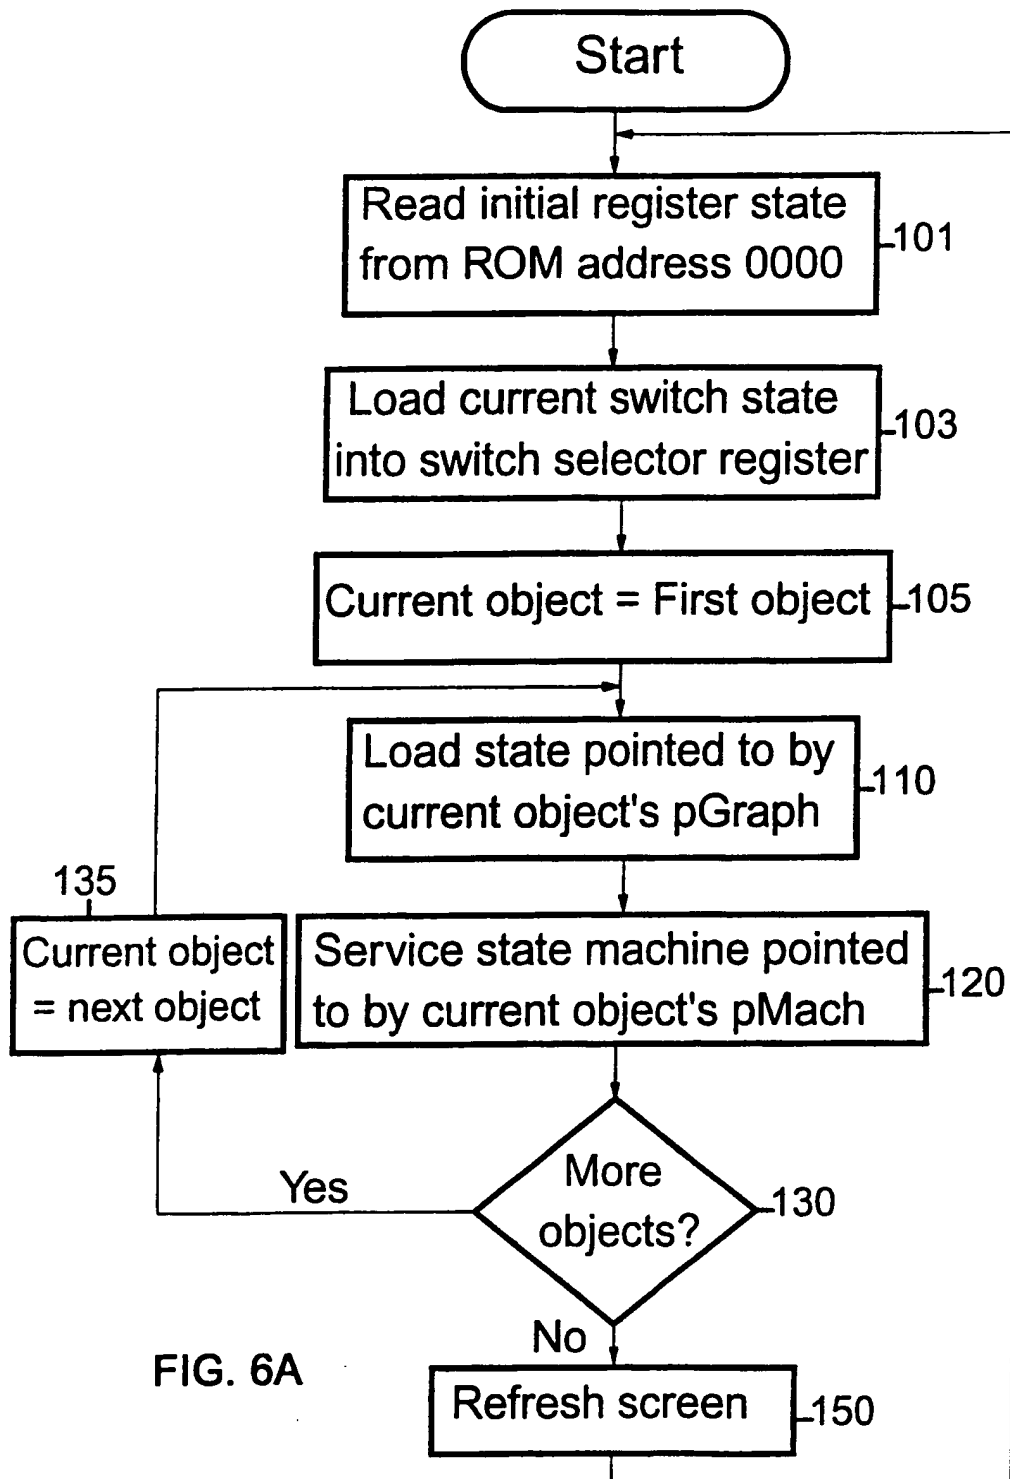 Start
Read initial register state
from ROM address 0000
101
Load current switch state
into switch selector register
103
Current object = First object
105
Load state pointed to by
current object's pGraph
110
135
Current object
= next object
Service state machine pointed
to by current object's pMach
120
More
objects?
130
Yes
No
FIG. 6A
Refresh screen
150